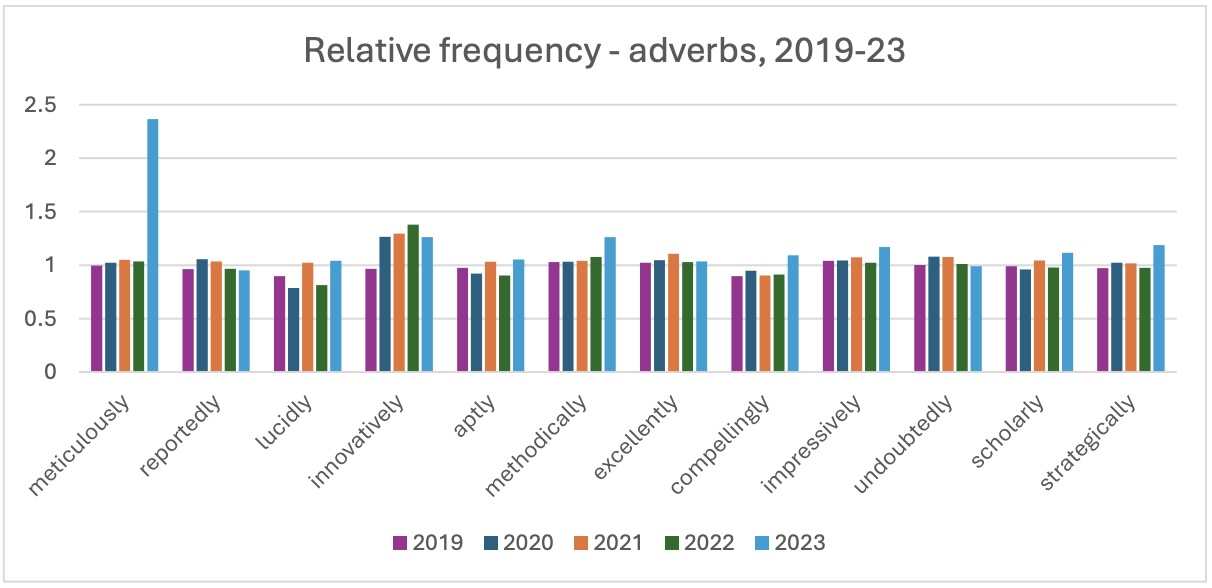 Relative frequency - adverbs, 2019-23
2.5
2
1.5
1
0.5
0
meticulously
reportedly
lucidly
innovatively
aptly
methodically
excellently
compellingly
impressively
undoubtedly
scholarly
strategically
2019 2020 2021 2022 2023